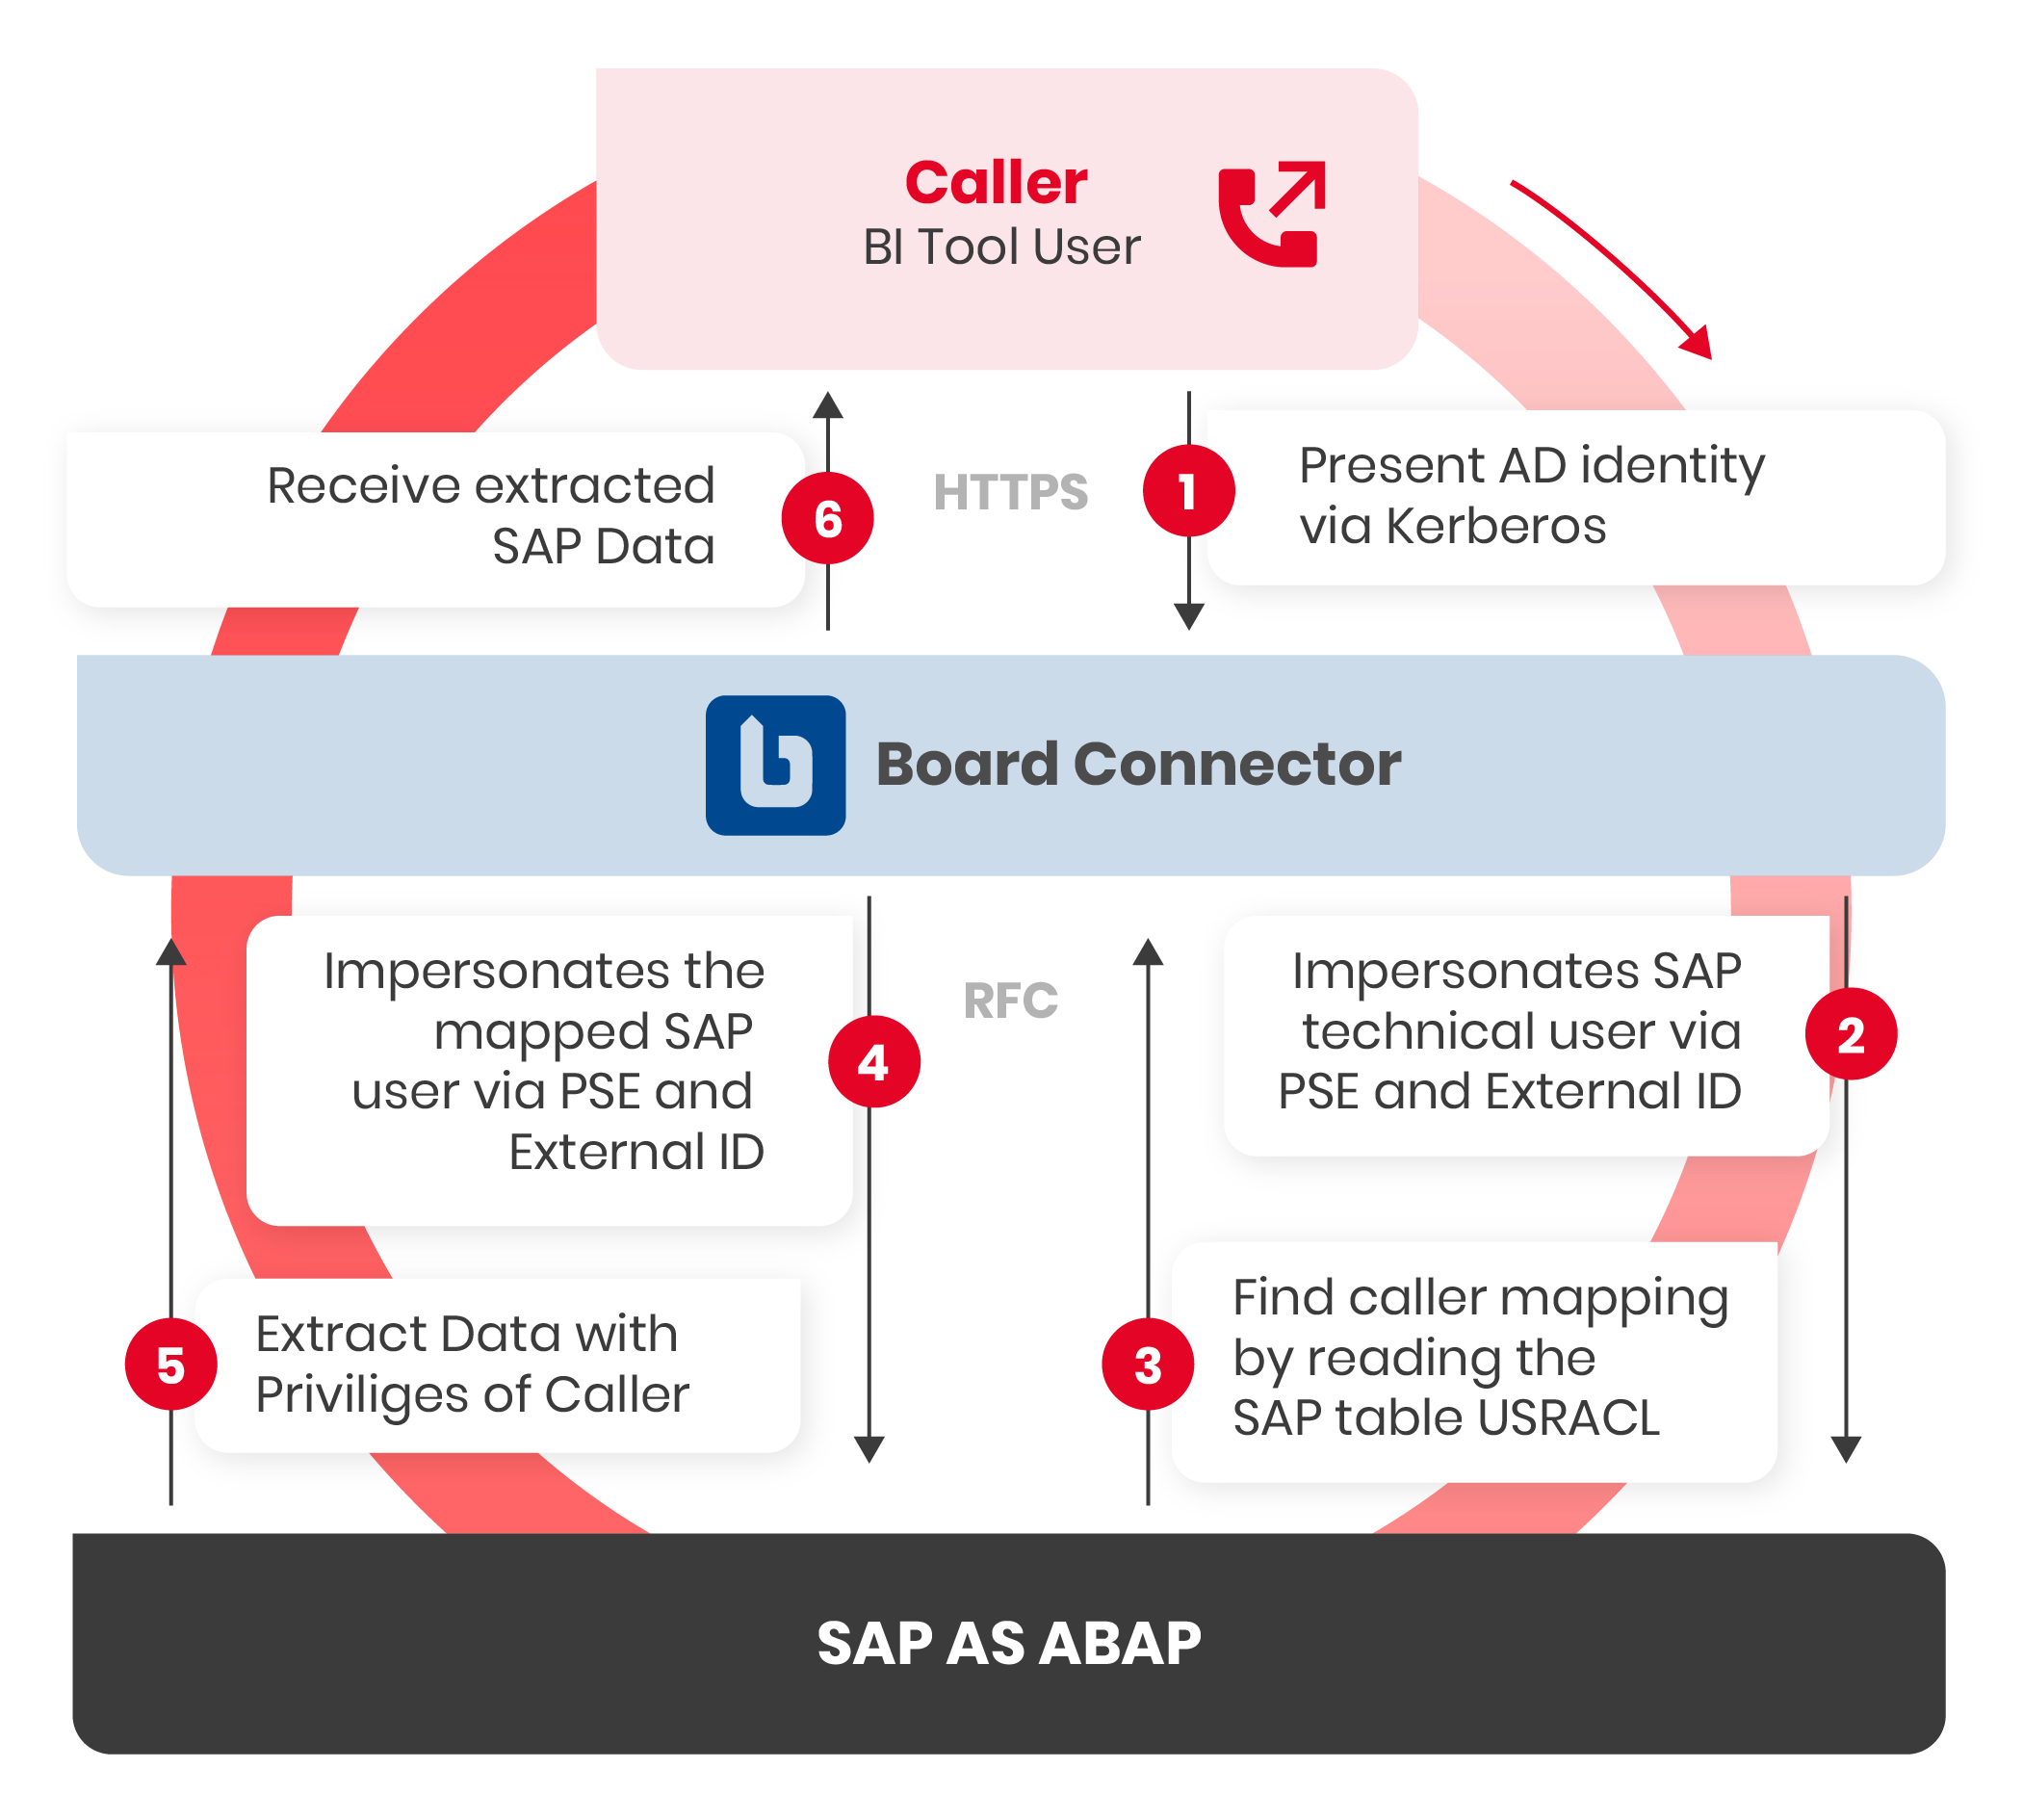 Caller
BI Tool User
HTTPS
1
Present AD identity
via Kerberos
6
Receive extracted
SAP Data
Board Connector
RFC
2
Impersonates SAP
technical user via
PSE and External ID
3
Find caller mapping
by reading the
SAP table USRACL
4
Impersonates the
mapped SAP
user via PSE and
External ID
5
Extract Data with
Priviliges of Caller
SAP AS ABAP